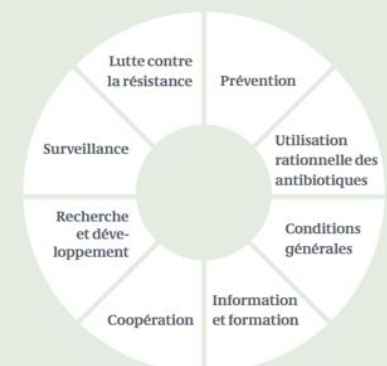 Lutte contre
la résistance
Prévention
Surveillance
Utilisation
rationnelle des
antibiotiques
Recherche
et déve-
loppement
Conditions
générales
Coopération
Information
et formation